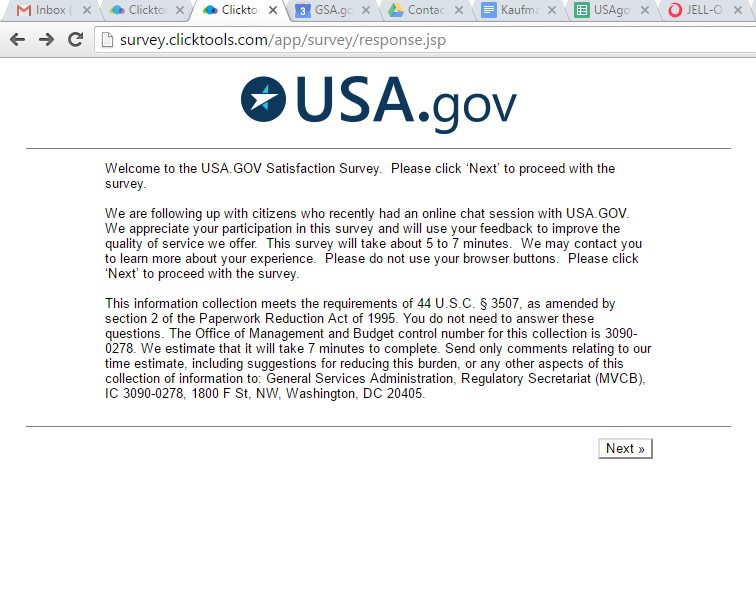 Inbox (
Clickto
Clickto
3
GSA.go
Contac
Kaufma
USAgo
JELL-O
survey.clicktools.com/app/survey/response.jsp
USA.gov
Welcome to the USA.GOV Satisfaction Survey.  Please click ‘Next’ to proceed with the
survey.
We are following up with citizens who recently had an online chat session with USA.GOV.
We appreciate your participation in this survey and will use your feedback to improve the
quality of service we offer.  This survey will take about 5 to 7 minutes.  We may contact you
to learn more about your experience.  Please do not use your browser buttons.  Please click
‘Next’ to proceed with the survey.
This information collection meets the requirements of 44 U.S.C. § 3507, as amended by
section 2 of the Paperwork Reduction Act of 1995. You do not need to answer these
questions. The Office of Management and Budget control number for this collection is 3090-
0278. We estimate that it will take 7 minutes to complete. Send only comments relating to our
time estimate, including suggestions for reducing this burden, or any other aspects of this
collection of information to: General Services Administration, Regulatory Secretariat (MVCB),
IC 3090-0278, 1800 F St, NW, Washington, DC 20405.
Next »